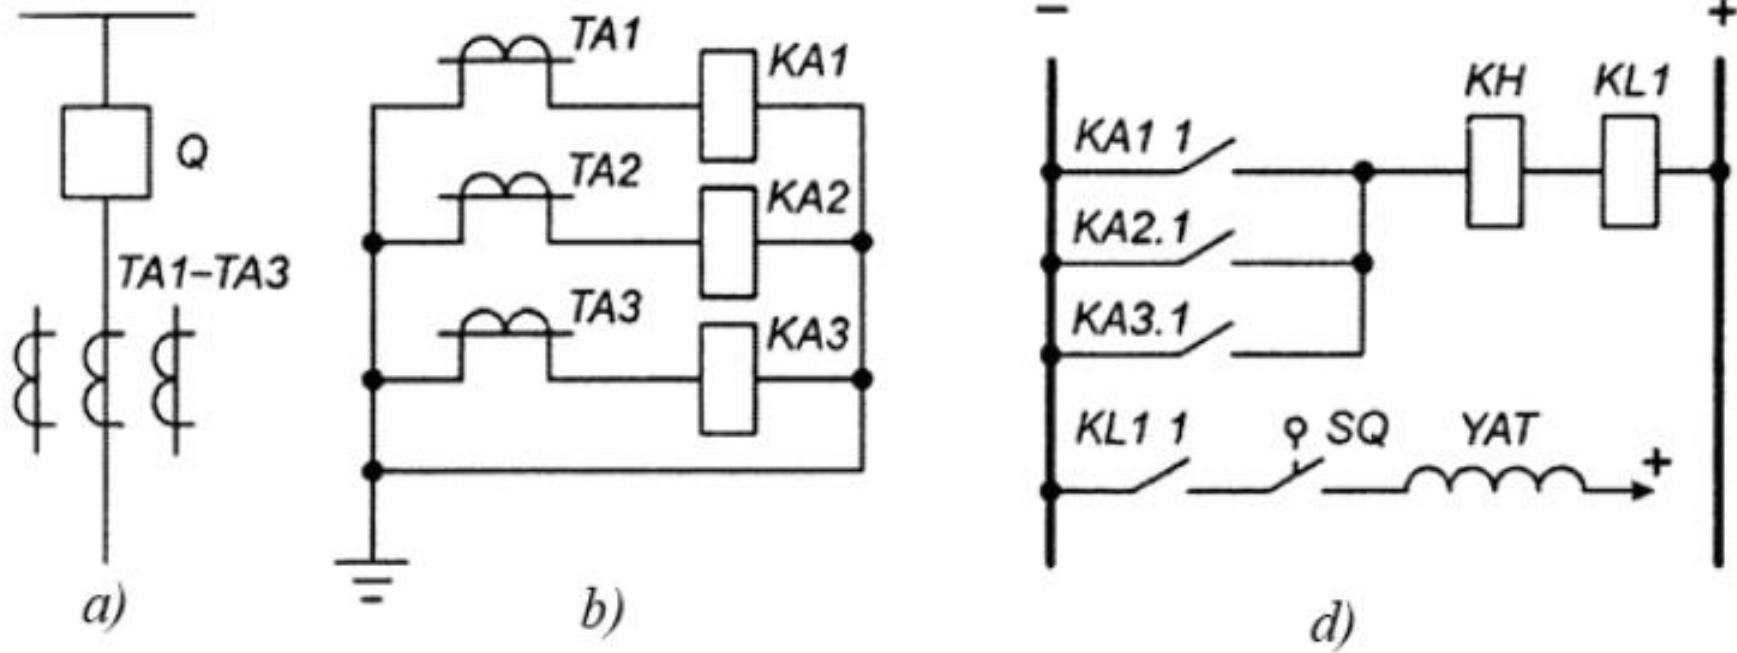 Q
TA1–TA3
a)
TA1
KA1
TA2
KA2
TA3
KA3
b)
− +
KH KL1
KA1 1
KA2.1
KA3.1
KL1 1 SQ YAT
+
d)